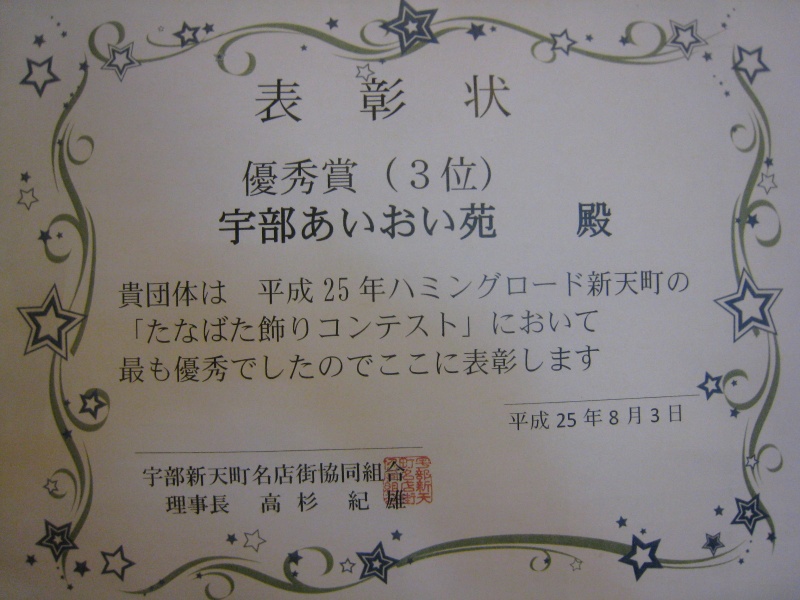 表彰状
優秀賞（３位）
宇部あいおい苑　殿
貴団体は　平成25年ハミングロード新天町の
「たなばた飾りコンテスト」において
最も優秀でしたのでここに表彰します
平成25年8月3日
宇部新天町名店街協同組合
理事長　高杉　紀雄